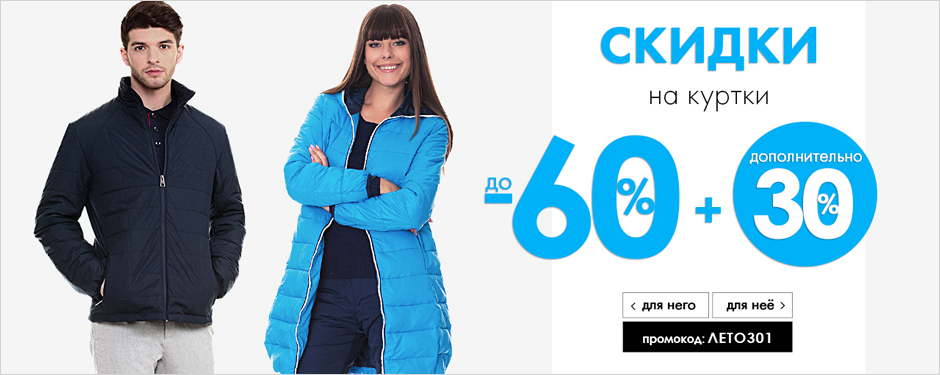 СКИДКИ
на куртки
до -60% + дополнительно 30%
‹ для него
для неё ›
промокод: ЛЕТО301